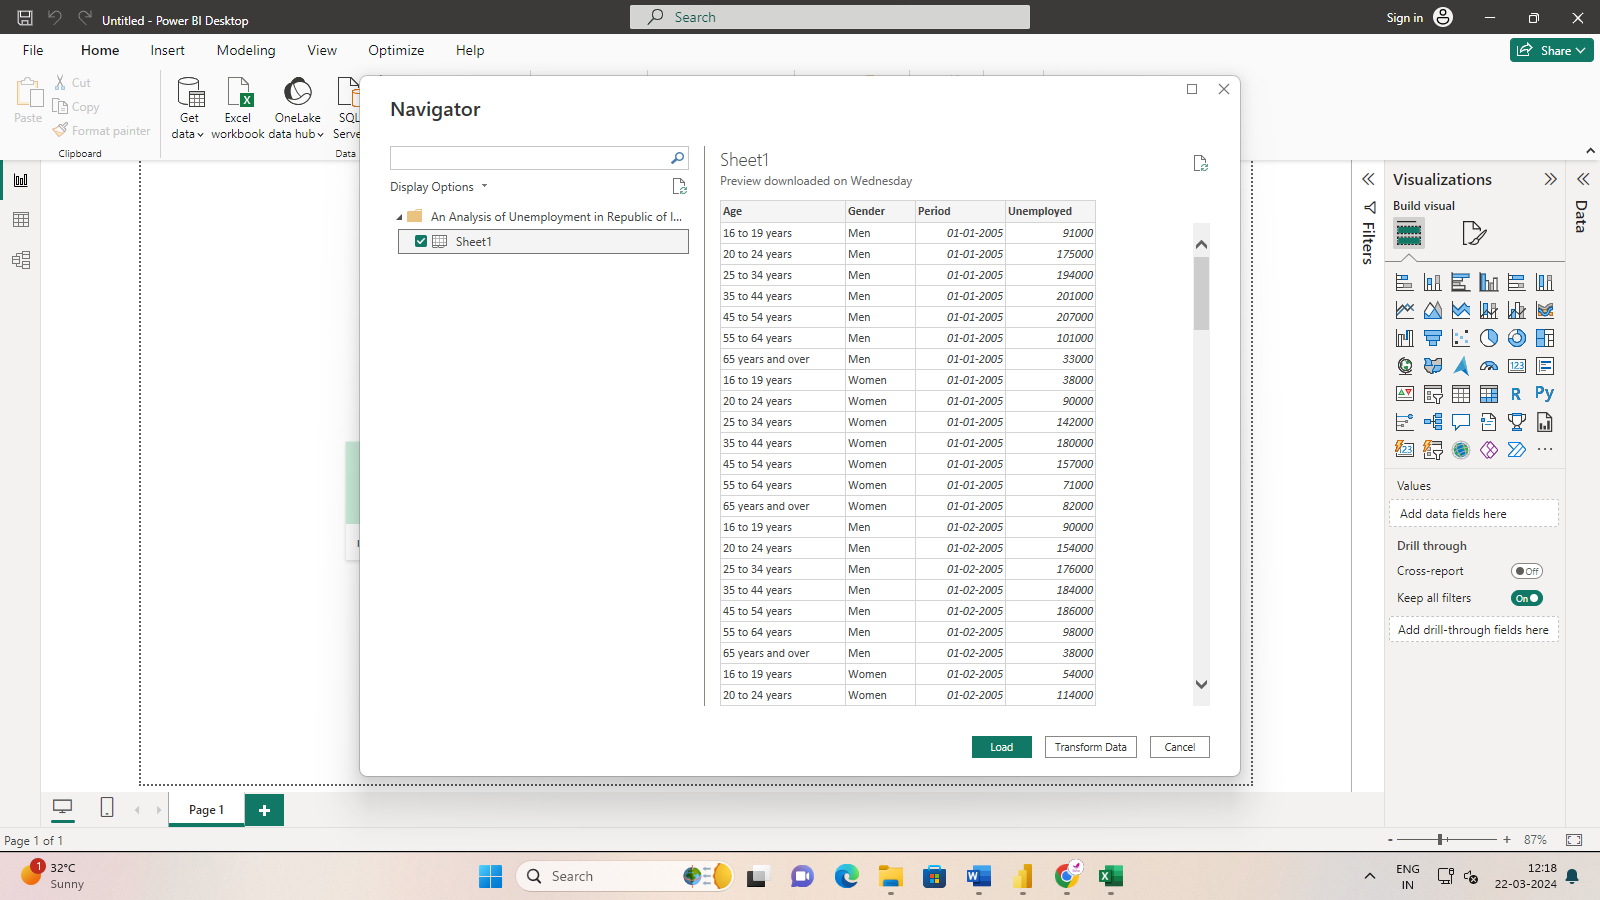 Untitled - Power BI Desktop
Search
Sign in
File
Home
Insert
Modeling
View
Optimize
Help
Share
Paste
Cut
Copy
Format painter
Clipboard
Get data
Excel workbook
OneLake data hub
SQL
Serve
Data
Navigator
Display Options
An Analysis of Unemployment in Republic of I...
Sheet1
Sheet1
Preview downloaded on Wednesday
Age Gender Period Unemployed
16 to 19 years Men 01-01-2005 91000
20 to 24 years Men 01-01-2005 175000
25 to 34 years Men 01-01-2005 194000
35 to 44 years Men 01-01-2005 201000
45 to 54 years Men 01-01-2005 207000
55 to 64 years Men 01-01-2005 101000
65 years and over Men 01-01-2005 33000
16 to 19 years Women 01-01-2005 38000
20 to 24 years Women 01-01-2005 90000
25 to 34 years Women 01-01-2005 142000
35 to 44 years Women 01-01-2005 180000
45 to 54 years Women 01-01-2005 157000
55 to 64 years Women 01-01-2005 71000
65 years and over Women 01-01-2005 82000
16 to 19 years Men 01-02-2005 90000
20 to 24 years Men 01-02-2005 154000
25 to 34 years Men 01-02-2005 176000
35 to 44 years Men 01-02-2005 184000
45 to 54 years Men 01-02-2005 186000
55 to 64 years Men 01-02-2005 98000
65 years and over Men 01-02-2005 38000
16 to 19 years Women 01-02-2005 54000
20 to 24 years Women 01-02-2005 114000
Load
Transform Data
Cancel
Filters
Visualizations
Build visual
R
Py
123
123
Values
Add data fields here
Drill through
Cross-report Off
Keep all filters On
Add drill-through fields here
Data
Page 1
+
Page 1 of 1
- + 87%
1
32°C
Sunny
Search
ENG
IN
12:18
22-03-2024